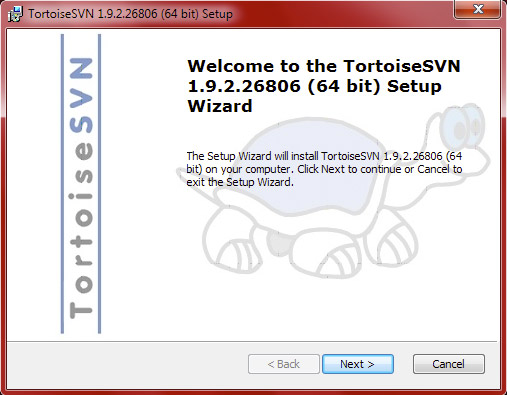 TortoiseSVN 1.9.2.26806 (64 bit) Setup
TortoiseSVN
Welcome to the TortoiseSVN
1.9.2.26806 (64 bit) Setup
Wizard
The Setup Wizard will install TortoiseSVN 1.9.2.26806 (64
bit) on your computer. Click Next to continue or Cancel to
exit the Setup Wizard.
< Back
Next >
Cancel